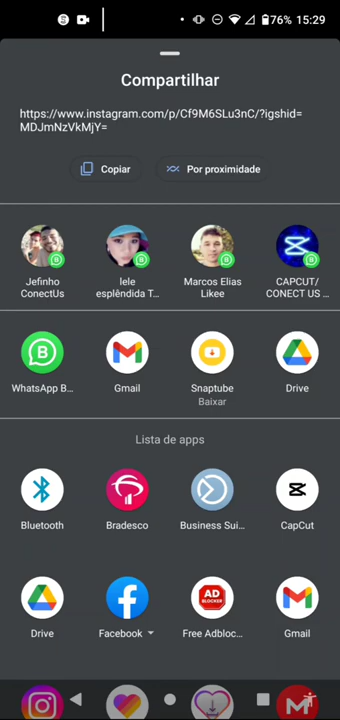 76% 15:29
Compartilhar
https://www.instagram.com/p/Cf9M6SLu3nC/?igshid=
MDJmNzVkMjY=
Copiar
Por proximidade
Jefinho
ConectUs
lele
esplêndida T...
Marcos Elias
Likee
CAPCUT/
CONECT US ...
WhatsApp B...
Gmail
Snaptube
Baixar
Drive
Lista de apps
Bluetooth
Bradesco
Business Sui...
CapCut
AD
BLOCKER
Drive
Facebook
Free Adbloc...
Gmail